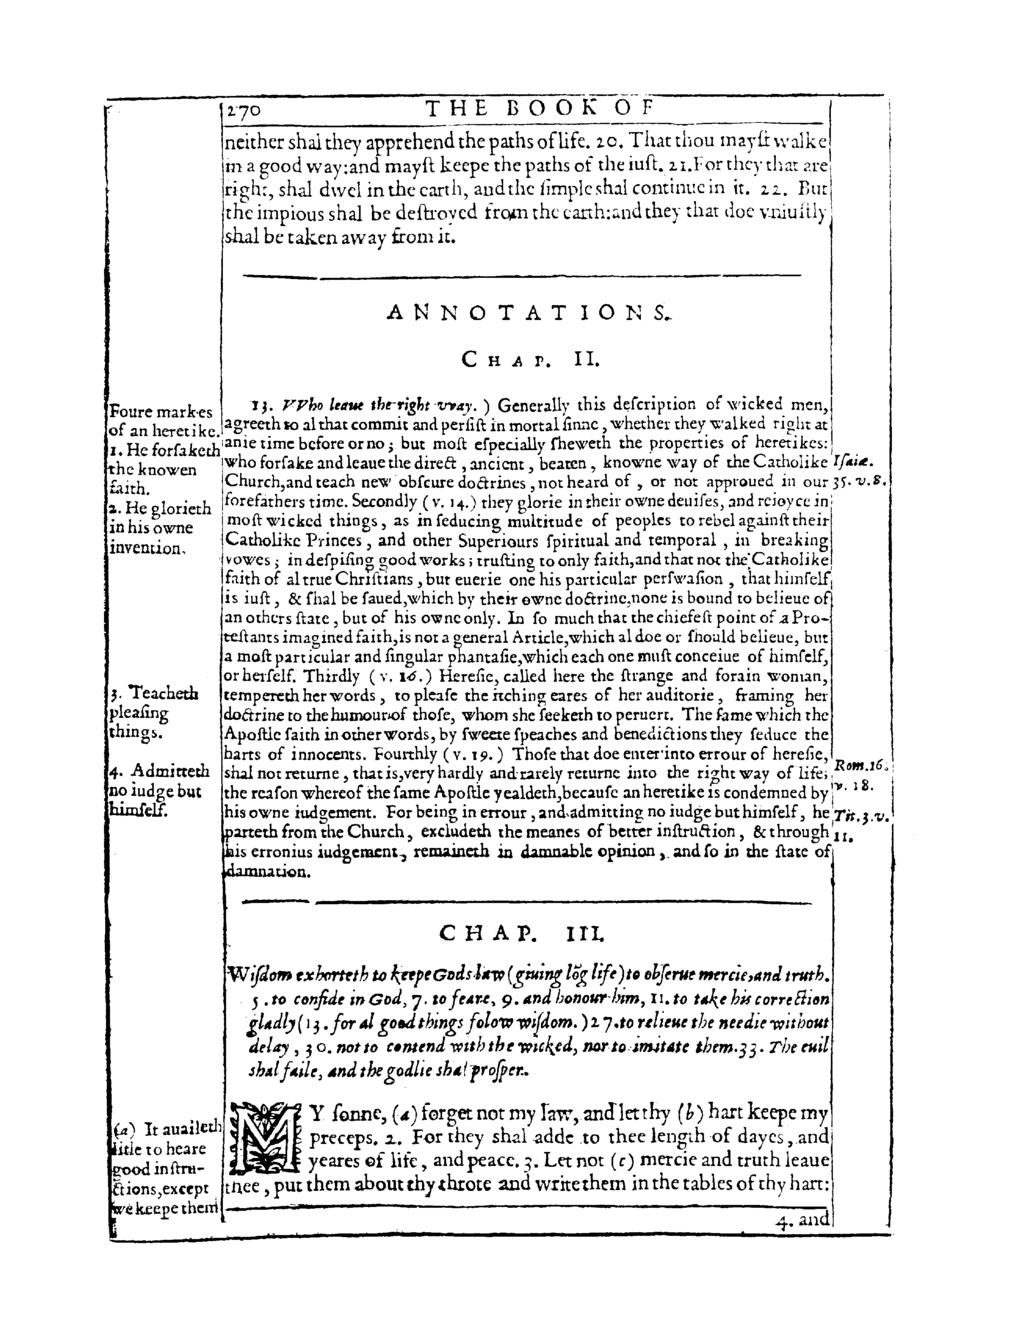 270 THE BOOK OF
neither shal they apprehend the paths of life. 20. That thou mayſt walke
in a good way:and mayſt keepe the paths of the iuſt. 21.For they that are
right, shal dwel in the earth, and the ſimple shal continue in it. 22. But
the impious shal be deſtroyed from the earth:and they that doe vniuſtly
shal be taken away from it.
ANNOTATIONS.
CHAP. II.
13. VVho leaue the right vvay. ) Generally this deſcription of wicked men,
agreeth to al that commit and perſiſt in mortal ſinne , whether they walked right at
anie time before or no ; but moſt eſpecially ſheweth the properties of heretikes:
who forſake and leaue the direct , ancient , beaten , knowne way of the Catholike
Church,and teach new obſcure doctrines , not heard of , or not approued in our
forefathers time. Secondly ( v. 14.) they glorie in their owne deuiſes, and reioyce in
moſt wicked things , as in ſeducing multitude of peoples to rebel againſt their
Catholike Princes , and other Superiours ſpiritual and temporal , in breaking
vowes ; in deſpiſing good works ; truſting to only faith,and that not the Catholike
faith of al true Chriſtians , but euerie one his particular perſwaſion , that himſelf
is iuſt , & ſhal be ſaued,which by their owne doctrine,none is bound to belieue of
an others ſtate , but of his owne only. In ſo much that the chiefeſt point of a Pro-
teſtants imagined faith,is not a general Article,which al doe or ſhould belieue, but
a moſt particular and ſingular phantaſie,which each one muſt conceiue of himſelf,
or herſelf. Thirdly ( v. 16.) Hereſie, called here the ſtrange and forain woman,
tempereth her words , to pleaſe the itching eares of her auditorie , framing her
doctrine to the humour of thoſe, whom she ſeeketh to peruert. The ſame which the
Apoſtle ſaith in other words, by ſweete ſpeaches and benedictions they ſeduce the
harts of innocents. Fourthly ( v. 19. ) Thoſe that doe enter into errour of hereſie,
shal not returne , that is,very hardly and rarely returne into the right way of life;
the reaſon whereof the ſame Apoſtle yealdeth,becauſe an heretike is condemned by
his owne iudgement. For being in errour , and admitting no iudge but himſelf , he
parteth from the Church , excludeth the meanes of better inſtruction , & through
his erronius iudgement , remaineth in damnable opinion , and ſo in the ſtate of
damnation.
Foure markes
of an heretike.
1. He forſaketh
the knowen
faith.
2. He glorieth
in his owne
invention.
3. Teacheth
pleaſing
things.
4. Admitteth
no iudge but
himſelf.
Iſaiæ.
35. v. 8.
Rom.16.
v. 18.
Tit.3.v.
11.
CHAP. III.
Wiſdom exhorteth to keepe Gods law (giuing lõg life) to obſerue mercie,and truth.
5 .to confide in God, 7. to feare, 9. and honour him, 11. to take his correction
gladly(13. for al good things folow wiſdom. )27.to relieue the needie without
delay , 30. not to contend with the wicked, nor to imitate them.33. The euil
shal faile, and the godlie shal proſper.
MY ſonne, (a) forget not my law, and let thy (b) hart keepe my
preceps. 2. For they shal adde to thee length of dayes, and
yeares of life, and peace. 3. Let not (c) mercie and truth leaue
thee , put them about thy throte and write them in the tables of thy hart:
(a) It auaileth
litle to heare
good inſtru-
ctions,except
we keepe them
4. and